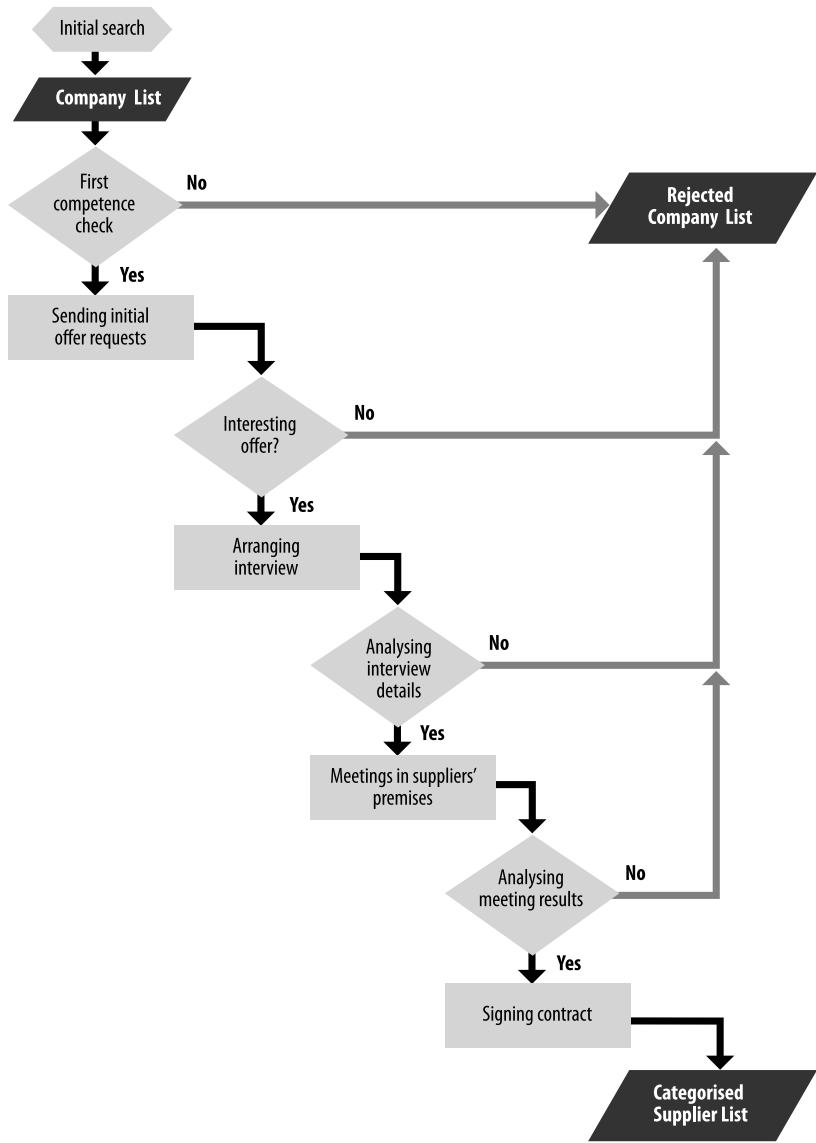 Initial search
Company List
First
competence
check
No
Rejected
Company List
Yes
Sending initial
offer requests
Interesting
offer?
No
Yes
Arranging
interview
Analysing
interview
details
No
Yes
Meetings in suppliers’
premises
Analysing
meeting results
No
Yes
Signing contract
Categorised
Supplier List